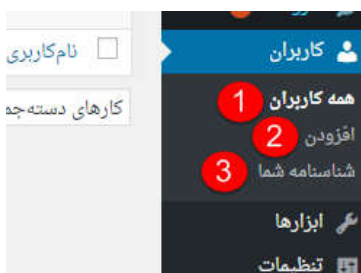 کاربران
همه کاربران 1
افزودن 2
شناسنامه شما 3
ابزارها
تنظیمات
نام‌کاربری
کارهای دسته‌جم